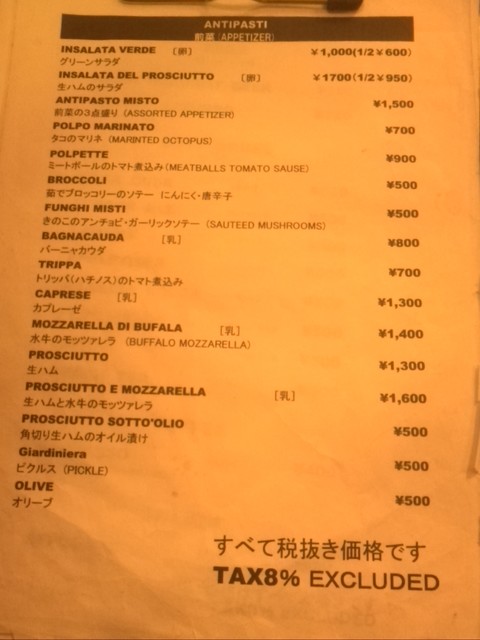 ANTIPASTI
前菜 (APPETIZER)
INSALATA VERDE [卵] ¥1,000(1/2¥600)
グリーンサラダ
INSALATA DEL PROSCIUTTO [卵] ¥1700(1/2¥950)
生ハムのサラダ
ANTIPASTO MISTO ¥1,500
前菜の3点盛り (ASSORTED APPETIZER)
POLPO MARINATO ¥700
タコのマリネ (MARINTED OCTOPUS)
POLPETTE ¥900
ミートボールのトマト煮込み(MEATBALLS TOMATO SAUSE)
BROCCOLI ¥500
茹でブロッコリーのソテー にんにく・唐辛子
FUNGHI MISTI ¥500
きのこのアンチョビ・ガーリックソテー (SAUTEED MUSHROOMS)
BAGNACAUDA [乳] ¥800
バーニャカウダ
TRIPPA ¥700
トリッパ(ハチノス)のトマト煮込み
CAPRESE [乳] ¥1,300
カプレーゼ
MOZZARELLA DI BUFALA [乳] ¥1,400
水牛のモッツァレラ (BUFFALO MOZZARELLA)
PROSCIUTTO ¥1,300
生ハム
PROSCIUTTO E MOZZARELLA [乳] ¥1,600
生ハムと水牛のモッツァレラ
PROSCIUTTO SOTTO'OLIO ¥500
角切り生ハムのオイル漬け
Giardiniera ¥500
ピクルス (PICKLE)
OLIVE ¥500
オリーブ
すべて税抜き価格です
TAX8% EXCLUDED